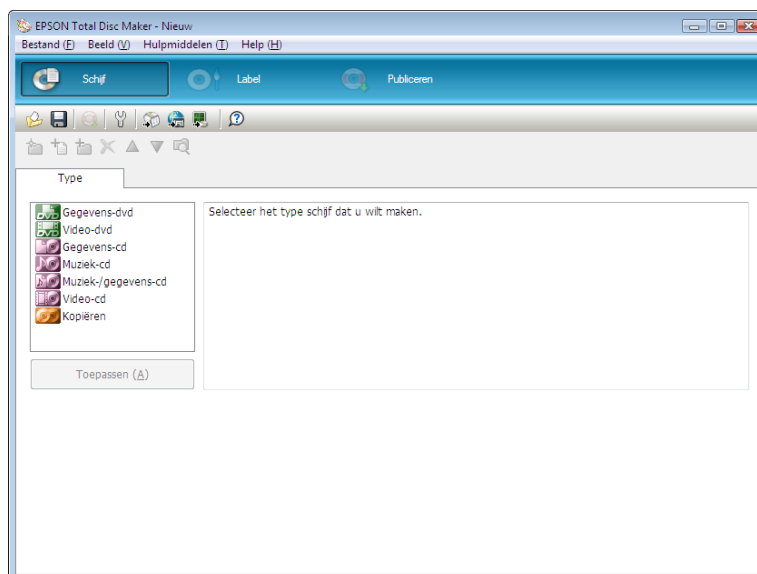 EPSON Total Disc Maker - Nieuw
Bestand (F) Beeld (V) Hulpmiddelen (T) Help (H)
Schijf Label Publiceren
Type
Gegevens-dvd
Video-dvd
Gegevens-cd
Muziek-cd
Muziek-/gegevens-cd
Video-cd
Kopiëren
Toepassen (A)
Selecteer het type schijf dat u wilt maken.